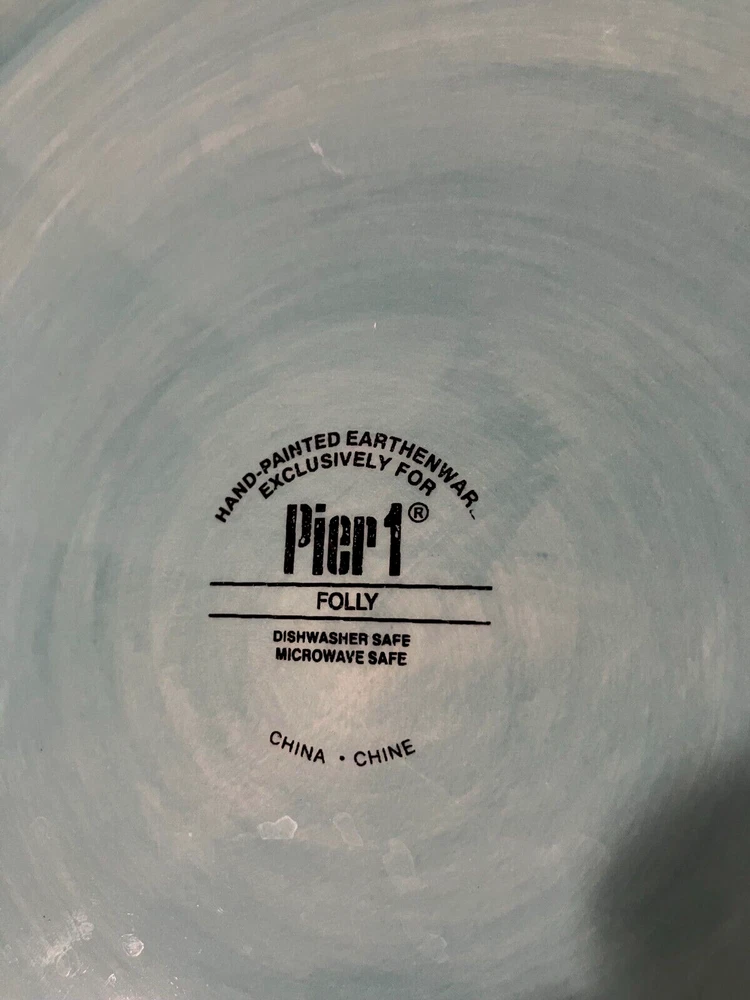 HAND-PAINTED EARTHENWAR
EXCLUSIVELY FOR
Pier 1®
FOLLY
DISHWASHER SAFE
MICROWAVE SAFE
CHINA · CHINE